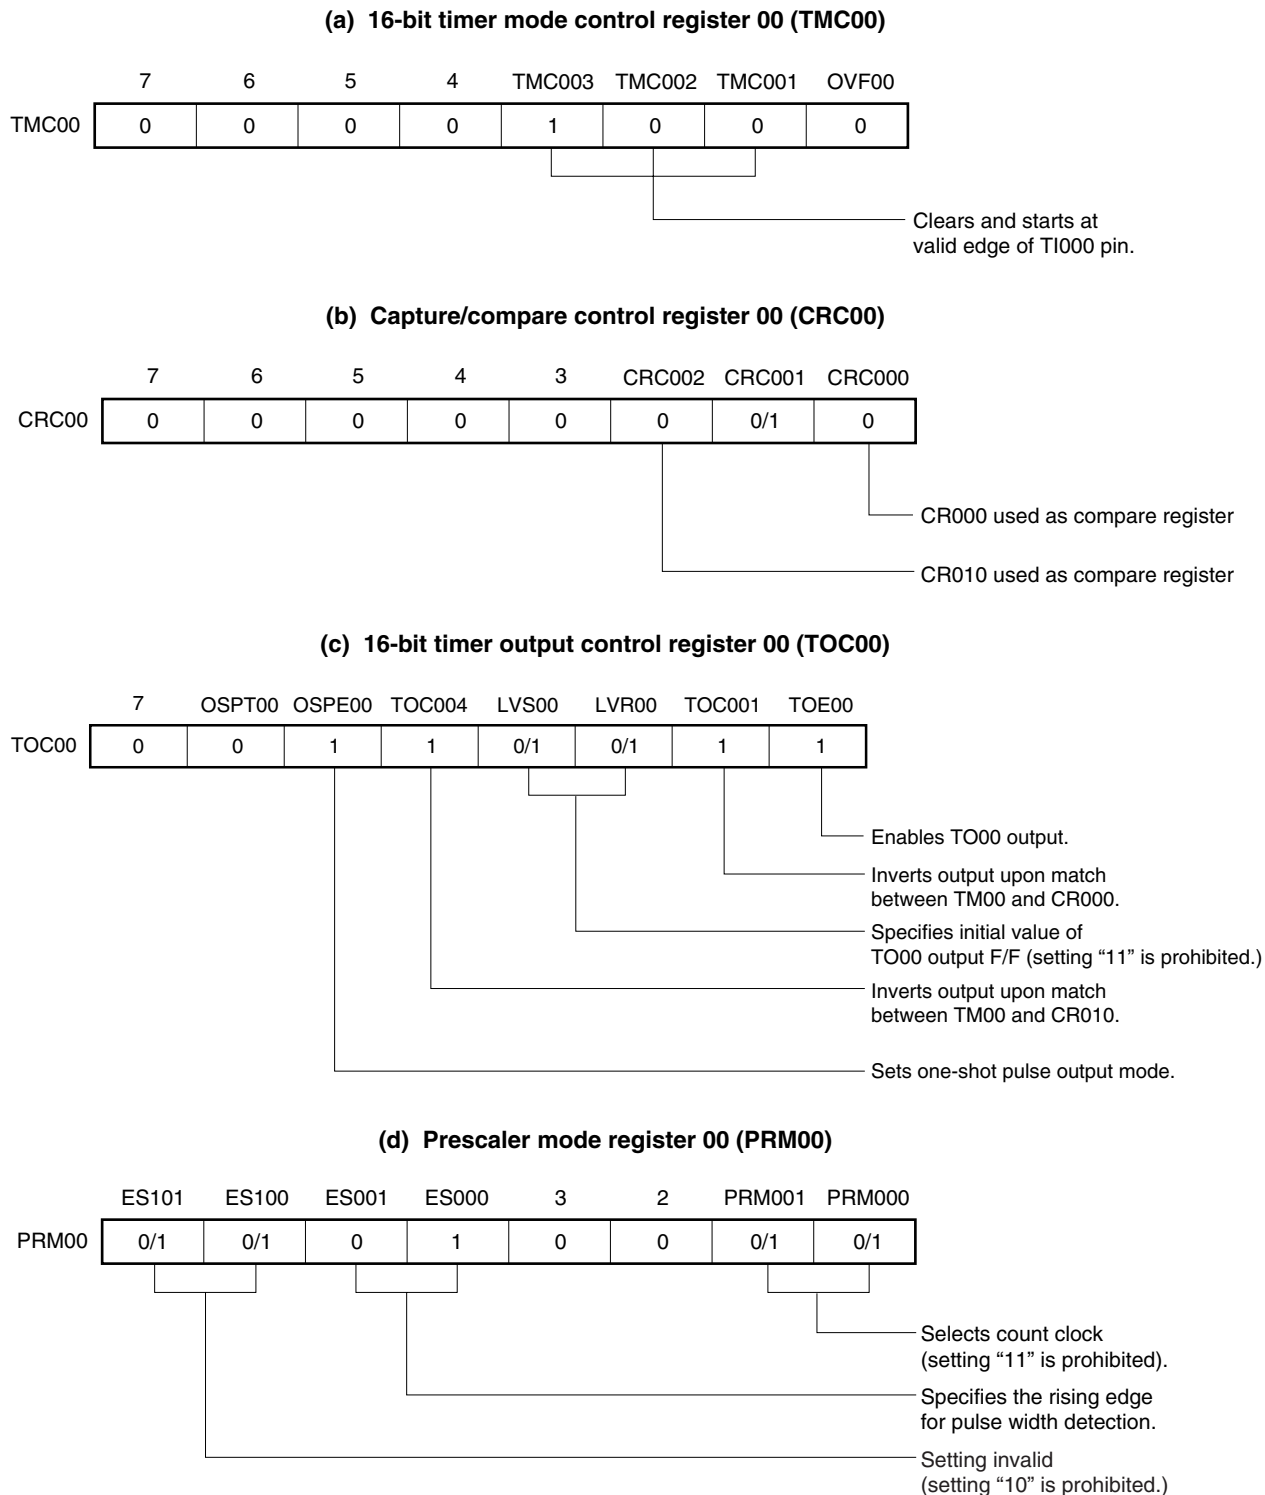 (a) 16-bit timer mode control register 00 (TMC00)
7 6 5 4 TMC003 TMC002 TMC001 OVF00
TMC00 0 0 0 0 1 0 0 0
Clears and starts at
valid edge of TI000 pin.
(b) Capture/compare control register 00 (CRC00)
7 6 5 4 3 CRC002 CRC001 CRC000
CRC00 0 0 0 0 0 0 0/1 0
CR000 used as compare register
CR010 used as compare register
(c) 16-bit timer output control register 00 (TOC00)
7 OSPT00 OSPE00 TOC004 LVS00 LVR00 TOC001 TOE00
TOC00 0 0 1 1 0/1 0/1 1 1
Enables TO00 output.
Inverts output upon match
between TM00 and CR000.
Specifies initial value of
TO00 output F/F (setting “11” is prohibited.)
Inverts output upon match
between TM00 and CR010.
Sets one-shot pulse output mode.
(d) Prescaler mode register 00 (PRM00)
ES101 ES100 ES001 ES000 3 2 PRM001 PRM000
PRM00 0/1 0/1 0 1 0 0 0/1 0/1
Selects count clock
(setting “11” is prohibited).
Specifies the rising edge
for pulse width detection.
Setting invalid
(setting “10” is prohibited.)